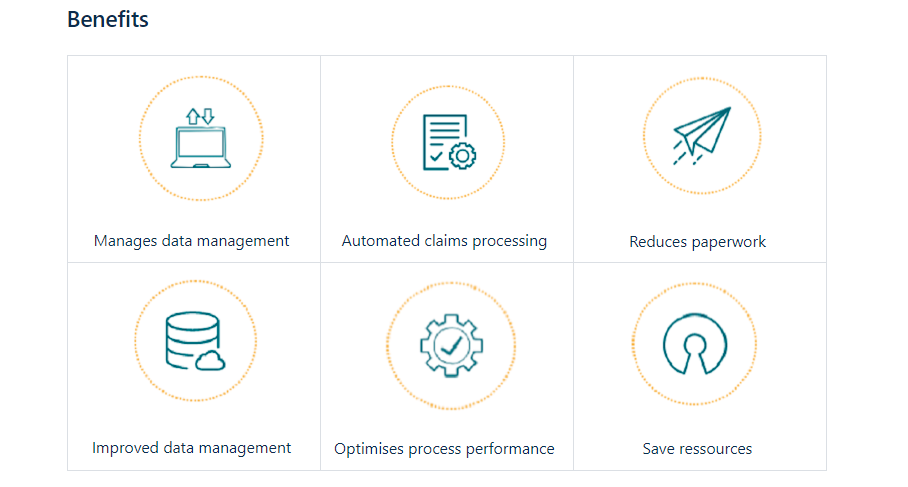 Benefits
Manages data management
Automated claims processing
Reduces paperwork
Improved data management
Optimises process performance
Save ressources